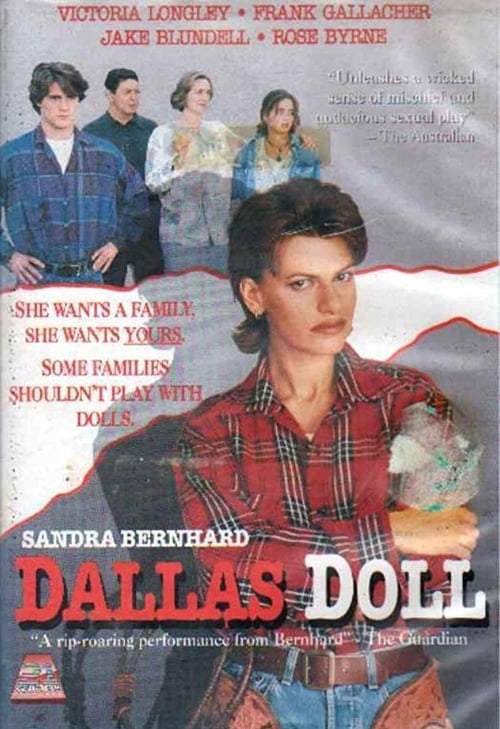 VICTORIA LONGLEY • FRANK GALLACHER
JAKE BLUNDELL • ROSE BYRNE
"Unleashes a wicked
sense of mischief and
audacious sexual play"
- The Australian
SHE WANTS A FAMILY,
SHE WANTS YOURS.
SOME FAMILIES
SHOULDN'T PLAY WITH
DOLLS.
SANDRA BERNHARD
DALLAS DOLL
"A rip-roaring performance from Bernhard" - The Guardian